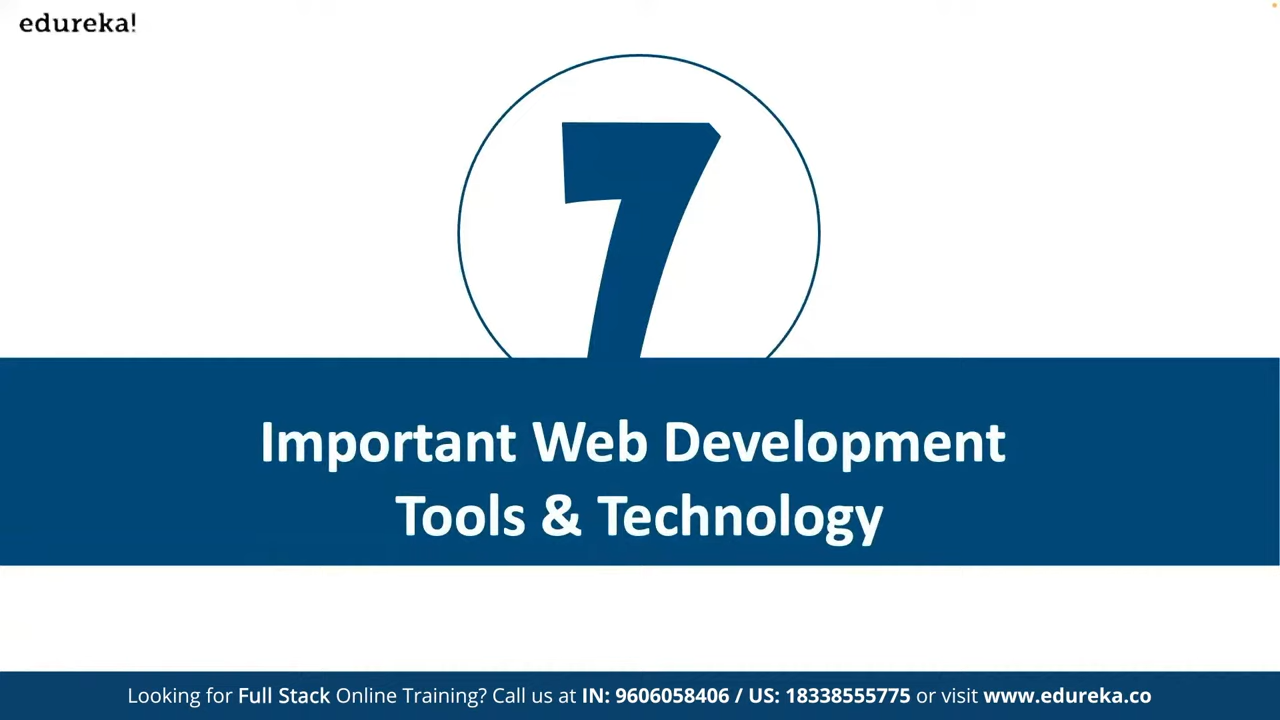 edureka!
7
Important Web Development
Tools & Technology
Looking for Full Stack Online Training? Call us at IN: 9606058406 / US: 18338555775 or visit www.edureka.co